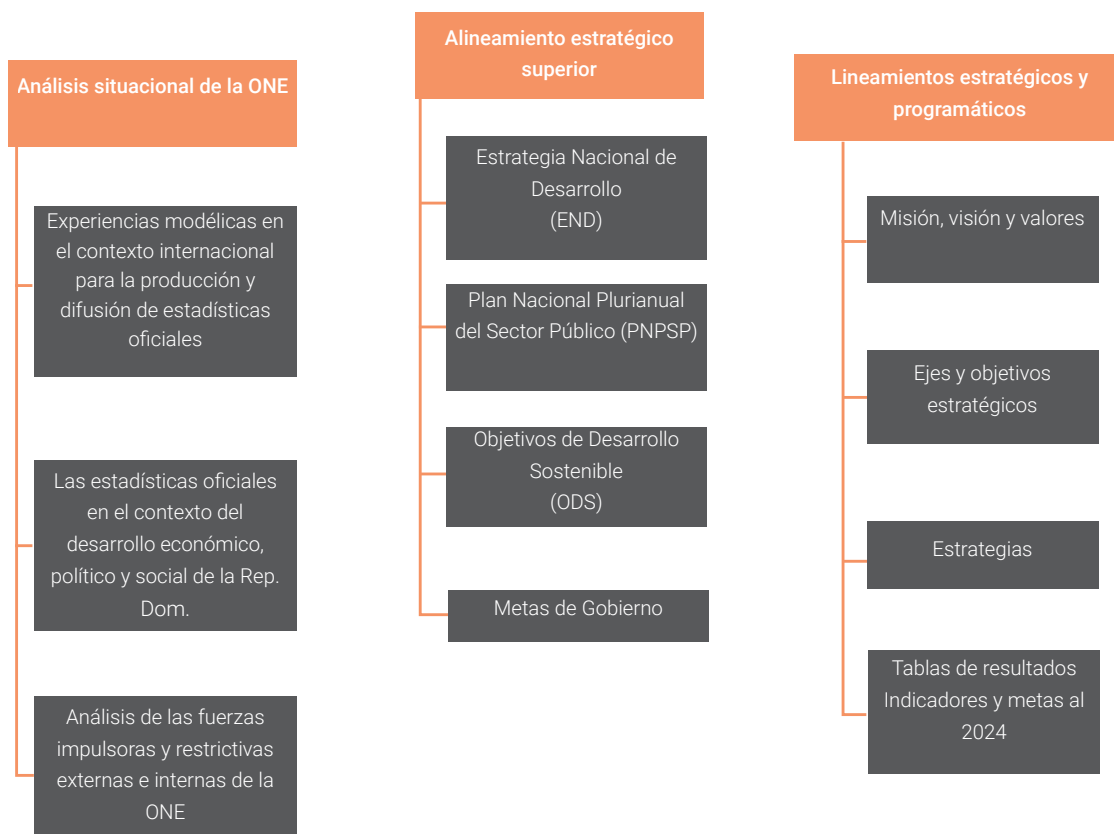 Análisis situacional de la ONE
Experiencias modélicas en
el contexto internacional
para la producción y
difusión de estadísticas
oficiales
Las estadísticas oficiales
en el contexto del
desarrollo económico,
político y social de la Rep.
Dom.
Análisis de las fuerzas
impulsoras y restrictivas
externas e internas de la
ONE
Alineamiento estratégico
superior
Estrategia Nacional de
Desarrollo
(END)
Plan Nacional Plurianual
del Sector Público (PNPSP)
Objetivos de Desarrollo
Sostenible
(ODS)
Metas de Gobierno
Lineamientos estratégicos y
programáticos
Misión, visión y valores
Ejes y objetivos
estratégicos
Estrategias
Tablas de resultados
Indicadores y metas al
2024